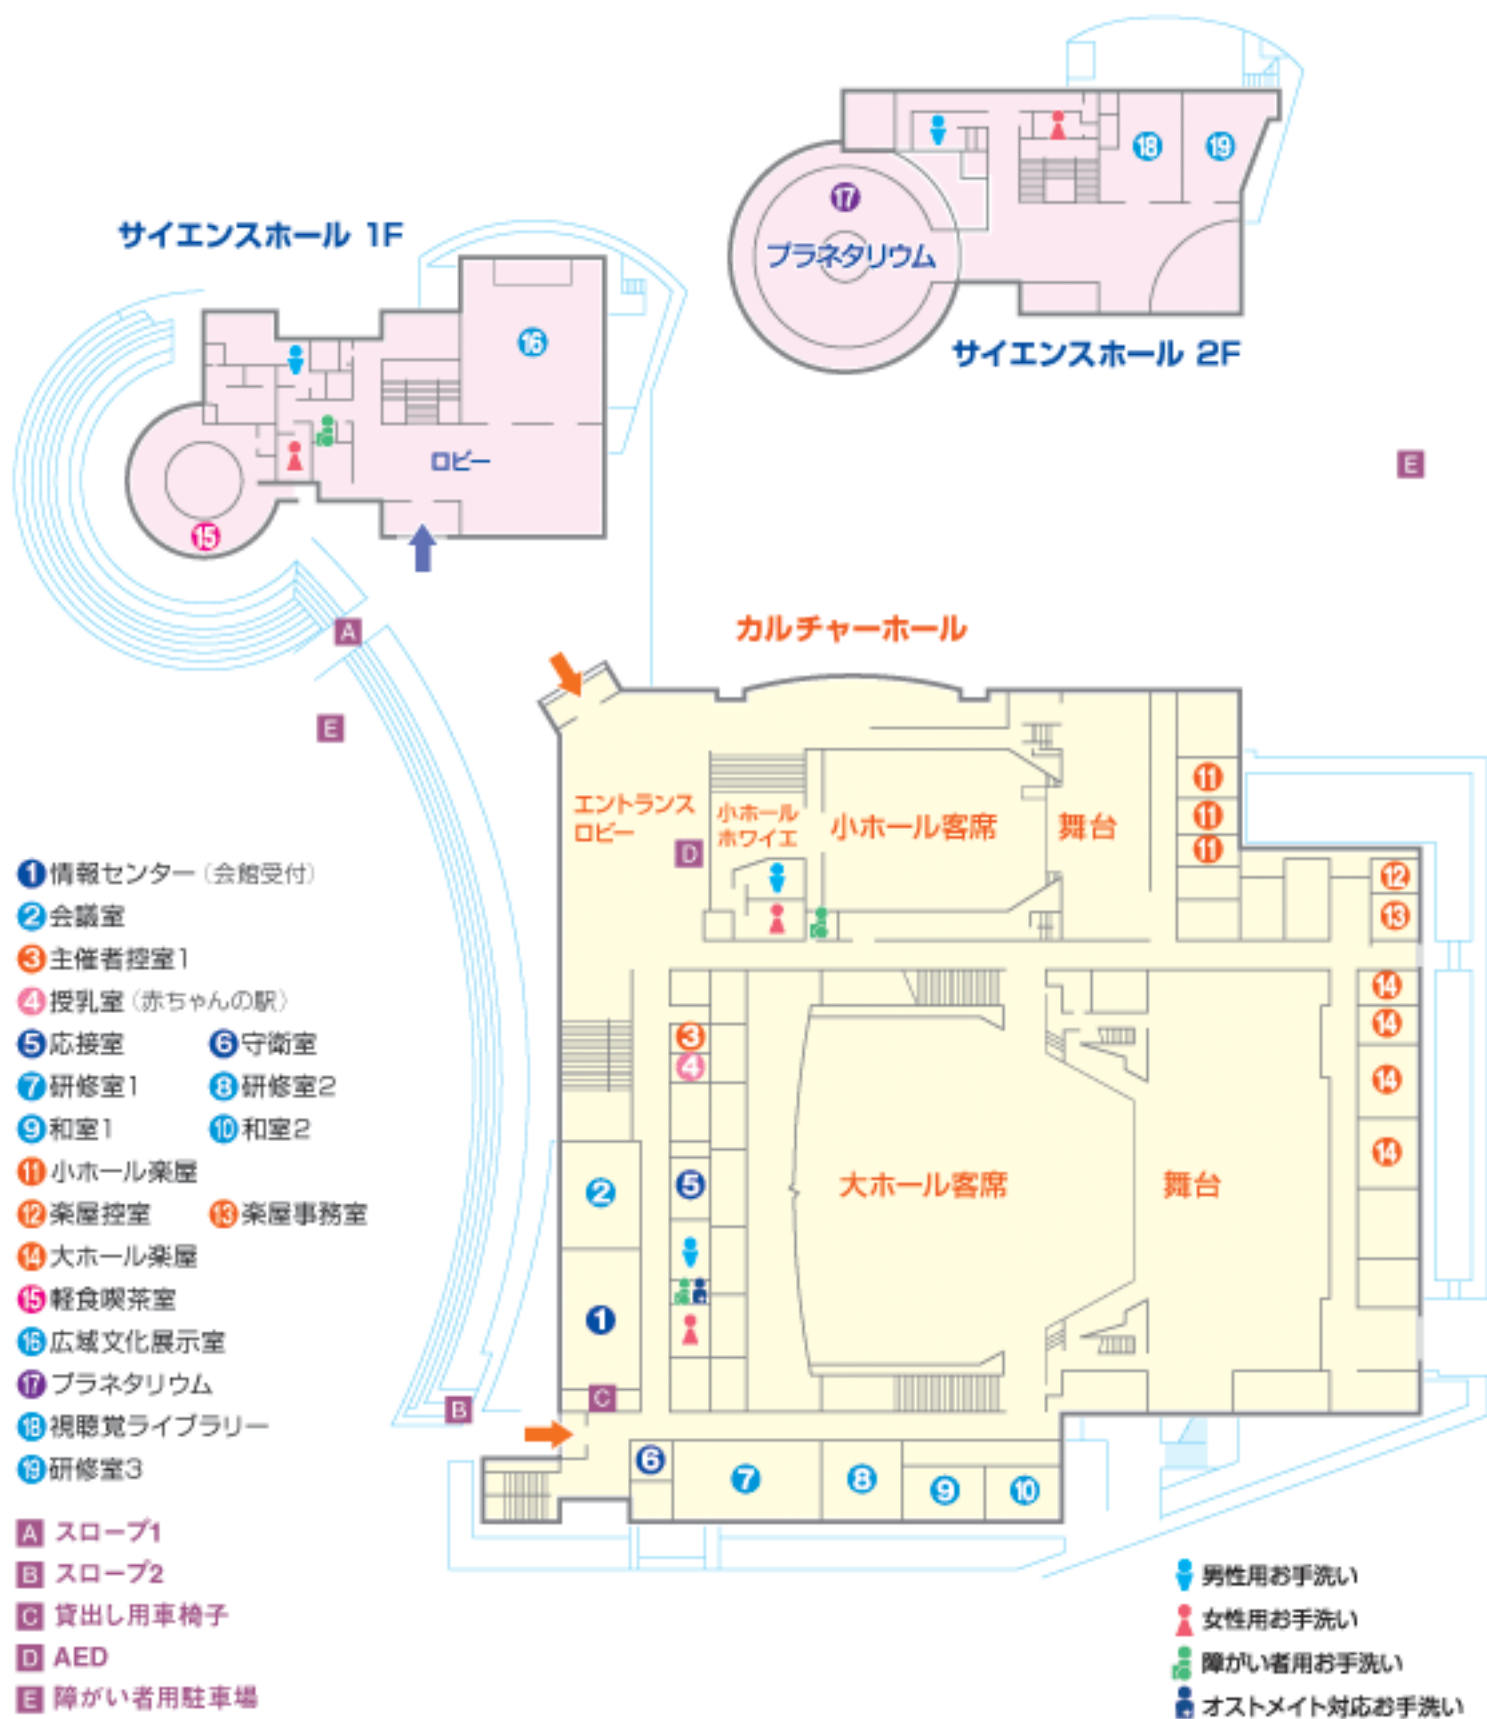 サイエンスホール 1F
16
ロビー
15
17
プラネタリウム
18
19
サイエンスホール 2F
E
A
E
カルチャーホール
エントランス
ロビー
D
小ホール
ホワイエ
小ホール客席
舞台
11
11
11
12
13
3
4
5
2
1
C
B
大ホール客席
舞台
14
14
14
14
6
7
8
9
10
1 情報センター（会館受付）
2 会議室
3 主催者控室1
4 授乳室（赤ちゃんの駅）
5 応接室 6 守衛室
7 研修室1 8 研修室2
9 和室1 10 和室2
11 小ホール楽屋
12 楽屋控室 13 楽屋事務室
14 大ホール楽屋
15 軽食喫茶室
16 広域文化展示室
17 プラネタリウム
18 視聴覚ライブラリー
19 研修室3
A スロープ1
B スロープ2
C 貸出し用車椅子
D AED
E 障がい者用駐車場
男性用お手洗い
女性用お手洗い
障がい者用お手洗い
オストメイト対応お手洗い